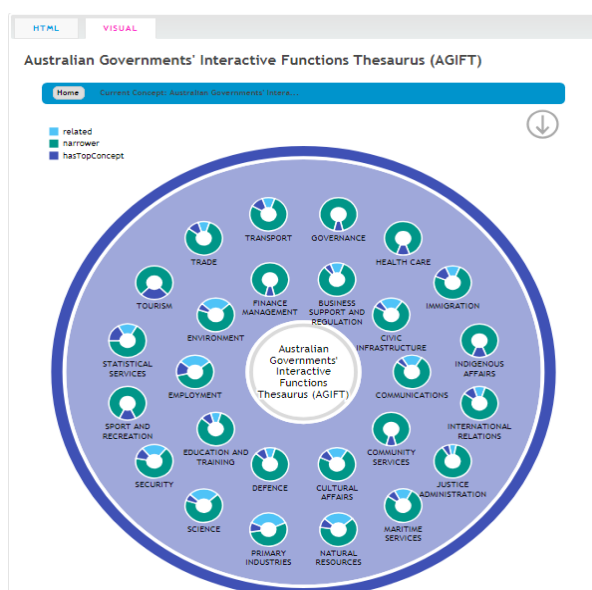 HTML
VISUAL
Australian Governments' Interactive Functions Thesaurus (AGIFT)
Home
Current Concept: Australian Governments' Intera...
related
narrower
hasTopConcept
TRANSPORT
GOVERNANCE
TRADE
HEALTH CARE
TOURISM
FINANCE
MANAGEMENT
BUSINESS
SUPPORT AND
REGULATION
IMMIGRATION
ENVIRONMENT
CIVIC
INFRASTRUCTURE
STATISTICAL
SERVICES
Australian
Governments'
Interactive
Functions
Thesaurus (AGIFT)
INDIGENOUS
AFFAIRS
EMPLOYMENT
COMMUNICATIONS
SPORT AND
RECREATION
INTERNATIONAL
RELATIONS
EDUCATION AND
TRAINING
COMMUNITY
SERVICES
SECURITY
DEFENCE
CULTURAL
AFFAIRS
JUSTICE
ADMINISTRATION
SCIENCE
MARITIME
SERVICES
PRIMARY
INDUSTRIES
NATURAL
RESOURCES